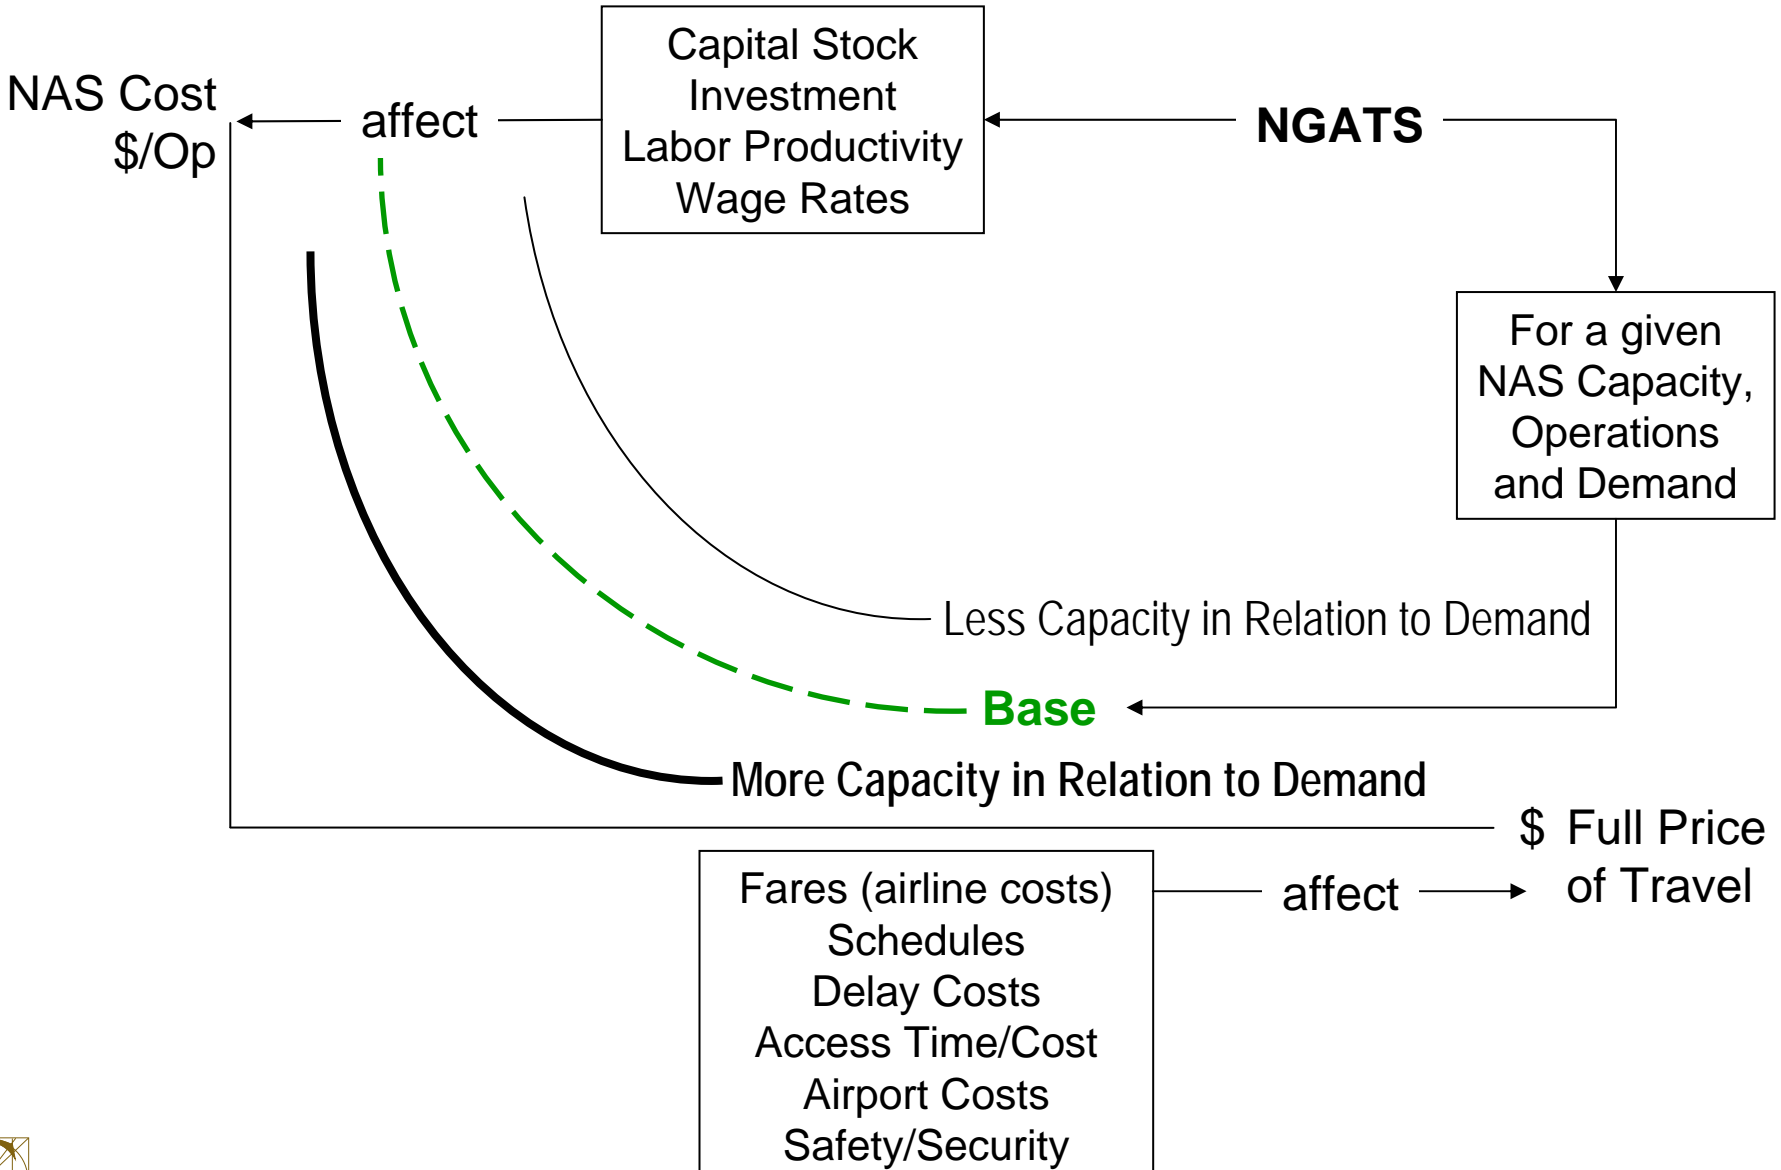 Capital Stock
Investment
Labor Productivity
Wage Rates
NAS Cost
$/Op
affect
NGATS
For a given
NAS Capacity,
Operations
and Demand
Less Capacity in Relation to Demand
Base
More Capacity in Relation to Demand
$ Full Price
of Travel
Fares (airline costs)
Schedules
Delay Costs
Access Time/Cost
Airport Costs
Safety/Security
affect